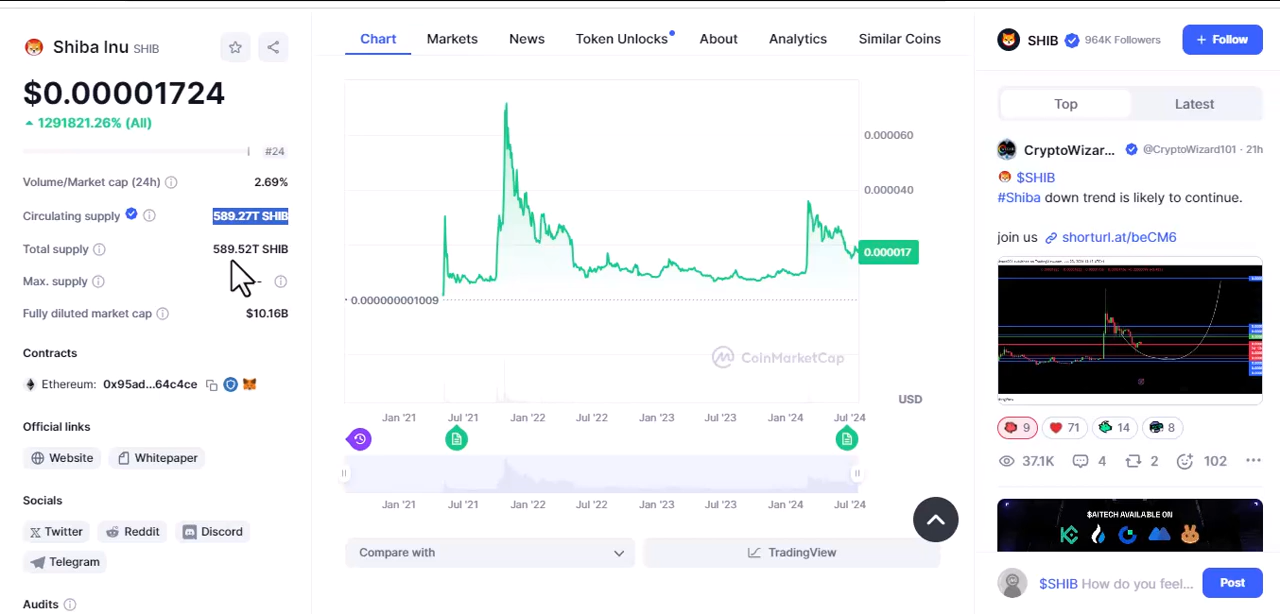 Shiba Inu SHIB
$0.00001724
1291821.26% (All)
#24
Volume/Market cap (24h) 2.69%
Circulating supply 589.27T SHIB
Total supply 589.52T SHIB
Max. supply --
Fully diluted market cap $10.16B
Contracts
Ethereum: 0x95ad...64c4ce
Official links
Website Whitepaper
Socials
Twitter Reddit Discord
Telegram
Audits
Chart Markets News Token Unlocks About Analytics Similar Coins
0.000060
0.000040
0.000017
0.000000001009
CoinMarketCap
USD
Jan '21 Jul '21 Jan '22 Jul '22 Jan '23 Jul '23 Jan '24 Jul '24
Jan '21 Jul '21 Jan '22 Jul '22 Jan '23 Jul '23 Jan '24 Jul '24
Compare with TradingView
SHIB 964K Followers + Follow
Top Latest
CryptoWizar... @CryptoWizard101 · 21h
$SHIB
#Shiba down trend is likely to continue.
join us shorturl.at/beCM6
9 71 14 8
37.1K 4 2 102 ...
$AITECH AVAILABLE ON
$SHIB How do you feel... Post